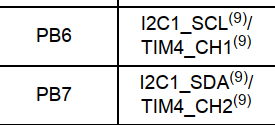 PB6
I2C1_SCL(9)/
TIM4_CH1(9)
PB7
I2C1_SDA(9)/
TIM4_CH2(9)